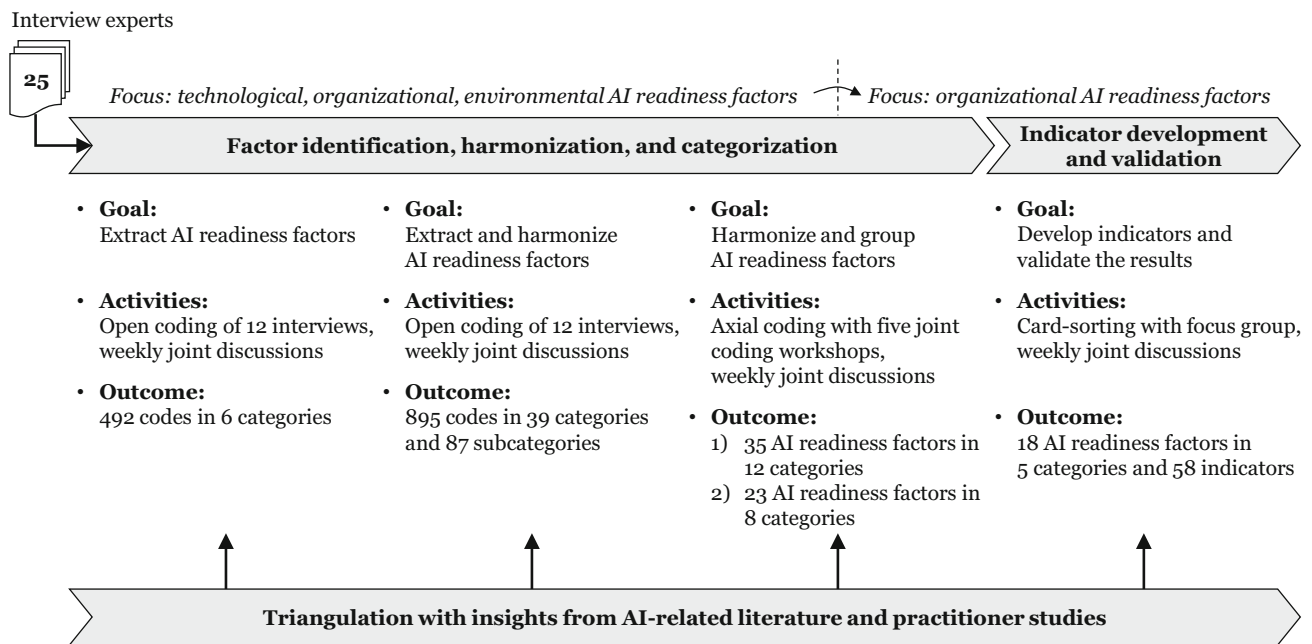 Interview experts
25
Focus: technological, organizational, environmental AI readiness factors
Focus: organizational AI readiness factors
Factor identification, harmonization, and categorization
Indicator development
and validation
• Goal:
Extract AI readiness factors
• Activities:
Open coding of 12 interviews,
weekly joint discussions
• Outcome:
492 codes in 6 categories
• Goal:
Extract and harmonize
AI readiness factors
• Activities:
Open coding of 12 interviews,
weekly joint discussions
• Outcome:
895 codes in 39 categories
and 87 subcategories
• Goal:
Harmonize and group
AI readiness factors
• Activities:
Axial coding with five joint
coding workshops,
weekly joint discussions
• Outcome:
1) 35 AI readiness factors in
12 categories
2) 23 AI readiness factors in
8 categories
• Goal:
Develop indicators and
validate the results
• Activities:
Card-sorting with focus group,
weekly joint discussions
• Outcome:
18 AI readiness factors in
5 categories and 58 indicators
Triangulation with insights from AI-related literature and practitioner studies